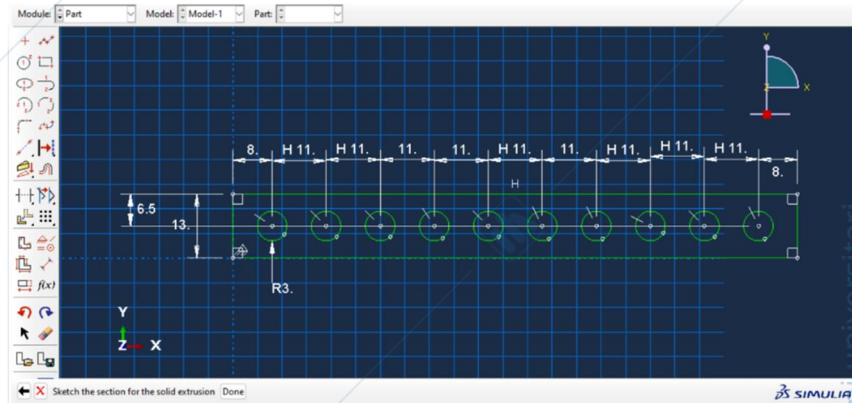 Module: Part Model: Model-1 Part:
Y
X
Z
8. H 11. H 11. 11. 11. H 11. 11. H 11. H 11. H 11. 8.
H
6.5
13.
R3.
f(x)
Y
Z X
Sketch the section for the solid extrusion Done
SIMULIA
universitari